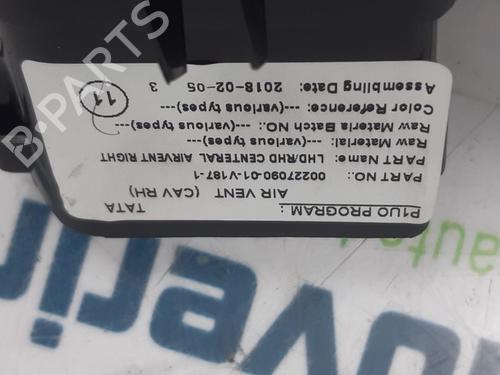 P1UO PROGRAM :
TATA
AIR VENT (CAV RH)
PART NO.: 00227090-01-V187-1
PART Name: LHD/RHD CENTERAL AIRVENT RIGHT
Raw Material: ---(various types)
Raw Materia Batch NO.: ---(various types)
Color Reference: ---(various types)
Assembling Date: 2018-02-05 3
11
B-PARTS